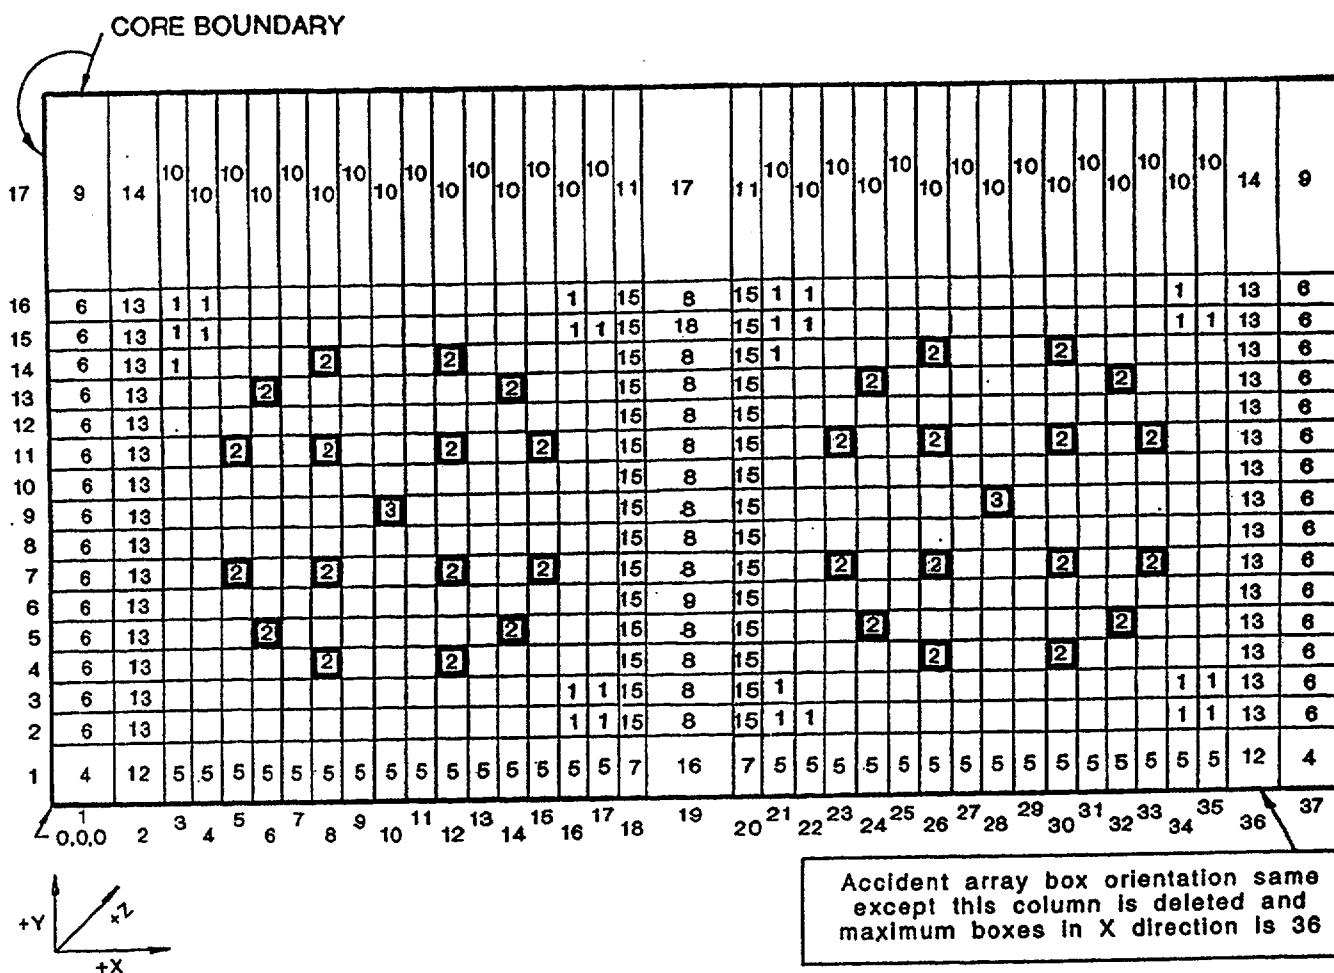 CORE BOUNDARY
10 10 10 10 10 10 10 10 10 10 10 10 10 10 10 10
17 9 14 10 10 10 10 10 10 10 11 17 11 10 10 10 10 10 10 10 14 9
16 6 13 1 1 1 15 8 15 1 1 1 13 6
15 6 13 1 1 1 1 15 18 15 1 1 1 1 13 6
14 6 13 1 2 2 15 8 15 1 2 2 13 6
13 6 13 2 2 15 8 15 2 2 13 6
12 6 13 15 8 15 13 6
11 6 13 2 2 2 2 15 8 15 2 2 2 2 13 6
10 6 13 15 8 15 13 6
9 6 13 3 15 8 15 3 13 6
8 6 13 15 8 15 13 6
7 6 13 2 2 2 2 15 8 15 2 2 2 2 13 6
6 6 13 15 9 15 13 6
5 6 13 2 2 15 8 15 2 2 13 6
4 6 13 2 2 15 8 15 2 2 13 6
3 6 13 1 1 15 8 15 1 1 1 13 6
2 6 13 1 1 15 8 15 1 1 1 1 13 6
1 4 12 5 5 5 5 5 5 5 5 5 5 5 5 5 5 5 7 16 7 5 5 5 5 5 5 5 5 5 5 5 5 5 5 5 12 4
1 2 3 4 5 6 7 8 9 10 11 12 13 14 15 16 17 18 19 20 21 22 23 24 25 26 27 28 29 30 31 32 33 34 35 36 37
0,0,0
Accident array box orientation same
except this column is deleted and
maximum boxes in X direction is 36
+Y
+Z
+X